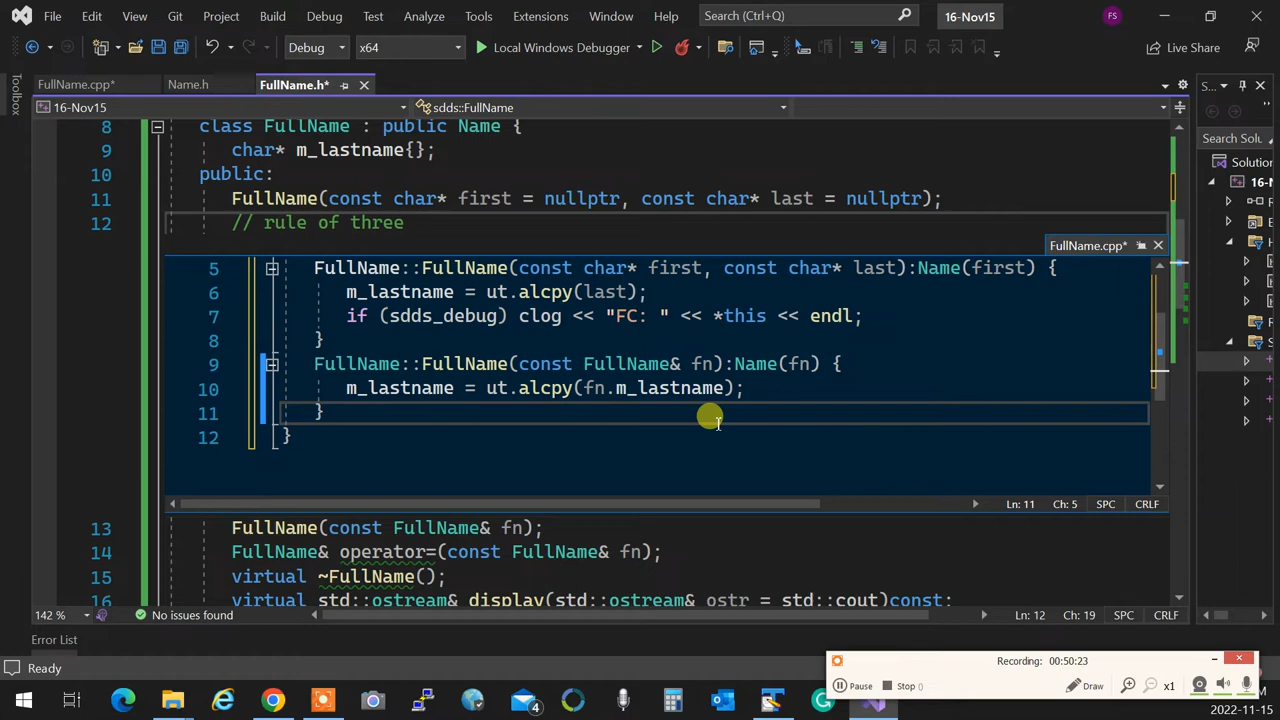 File Edit View Git Project Build Debug Test Analyze Tools Extensions Window Help Search (Ctrl+Q) 16-Nov15 FS
Debug x64 Local Windows Debugger Live Share
Toolbox
FullName.cpp* Name.h FullName.h* S...
16-Nov15 sdds::FullName
8 class FullName : public Name {
9 char* m_lastname{};
10 public:
11 FullName(const char* first = nullptr, const char* last = nullptr);
12 // rule of three
FullName.cpp*
5 FullName::FullName(const char* first, const char* last):Name(first) {
6 m_lastname = ut.alcpy(last);
7 if (sdds_debug) clog << "FC: " << *this << endl;
8 }
9 FullName::FullName(const FullName& fn):Name(fn) {
10 m_lastname = ut.alcpy(fn.m_lastname);
11 }
12 }
Ln: 11 Ch: 5 SPC CRLF
13 FullName(const FullName& fn);
14 FullName& operator=(const FullName& fn);
15 virtual ~FullName();
16 virtual std::ostream& display(std::ostream& ostr = std::cout)const;
Search Solu
Solution
142 % No issues found Ln: 12 Ch: 19 SPC CRLF
Error List
Ready
Recording: 00:50:23
Pause Stop () Draw x1
4
2022-11-15